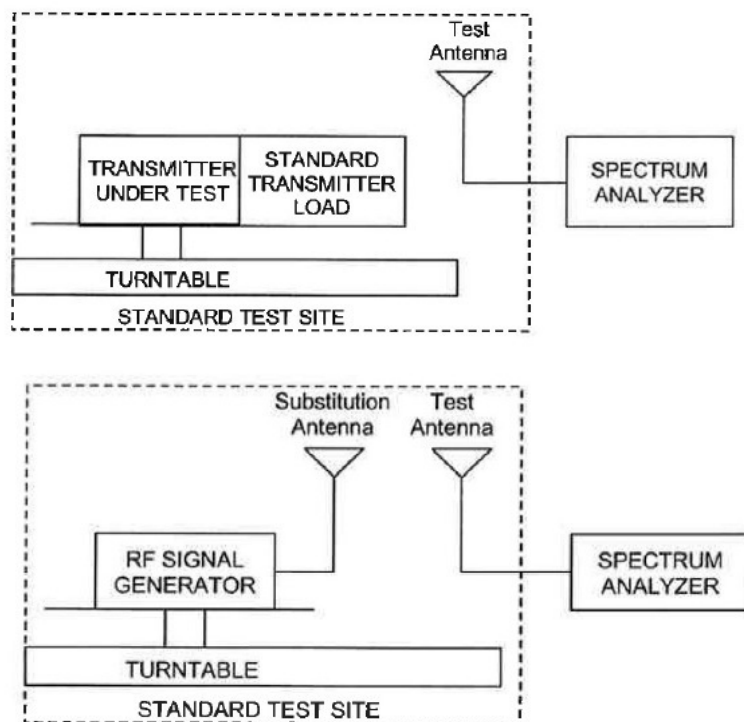 Test
Antenna
TRANSMITTER
UNDER TEST
STANDARD
TRANSMITTER
LOAD
SPECTRUM
ANALYZER
TURNTABLE
STANDARD TEST SITE
Substitution
Antenna
Test
Antenna
RF SIGNAL
GENERATOR
SPECTRUM
ANALYZER
TURNTABLE
STANDARD TEST SITE